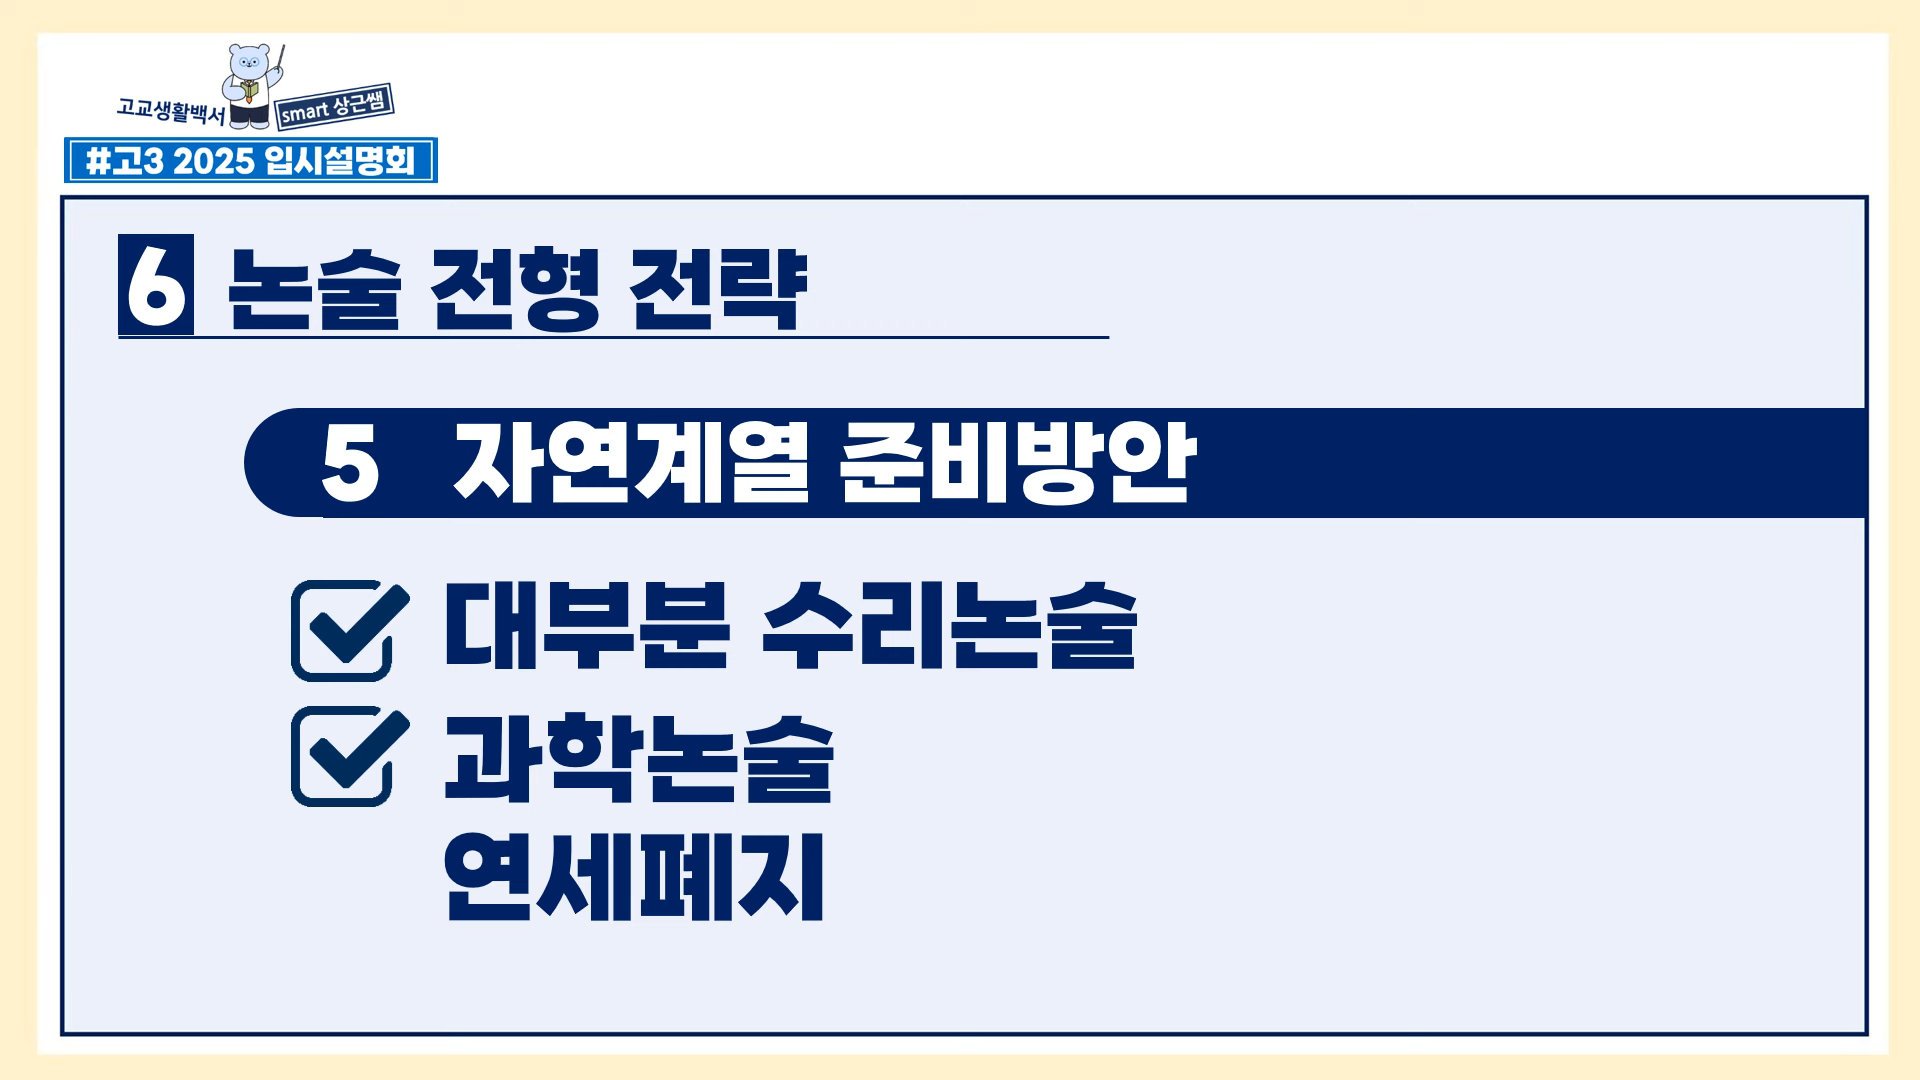 고교생활백서 smart 상근쌤
#고3 2025 입시설명회
6 논술 전형 전략
5 자연계열 준비방안
대부분 수리논술
과학논술
연세폐지